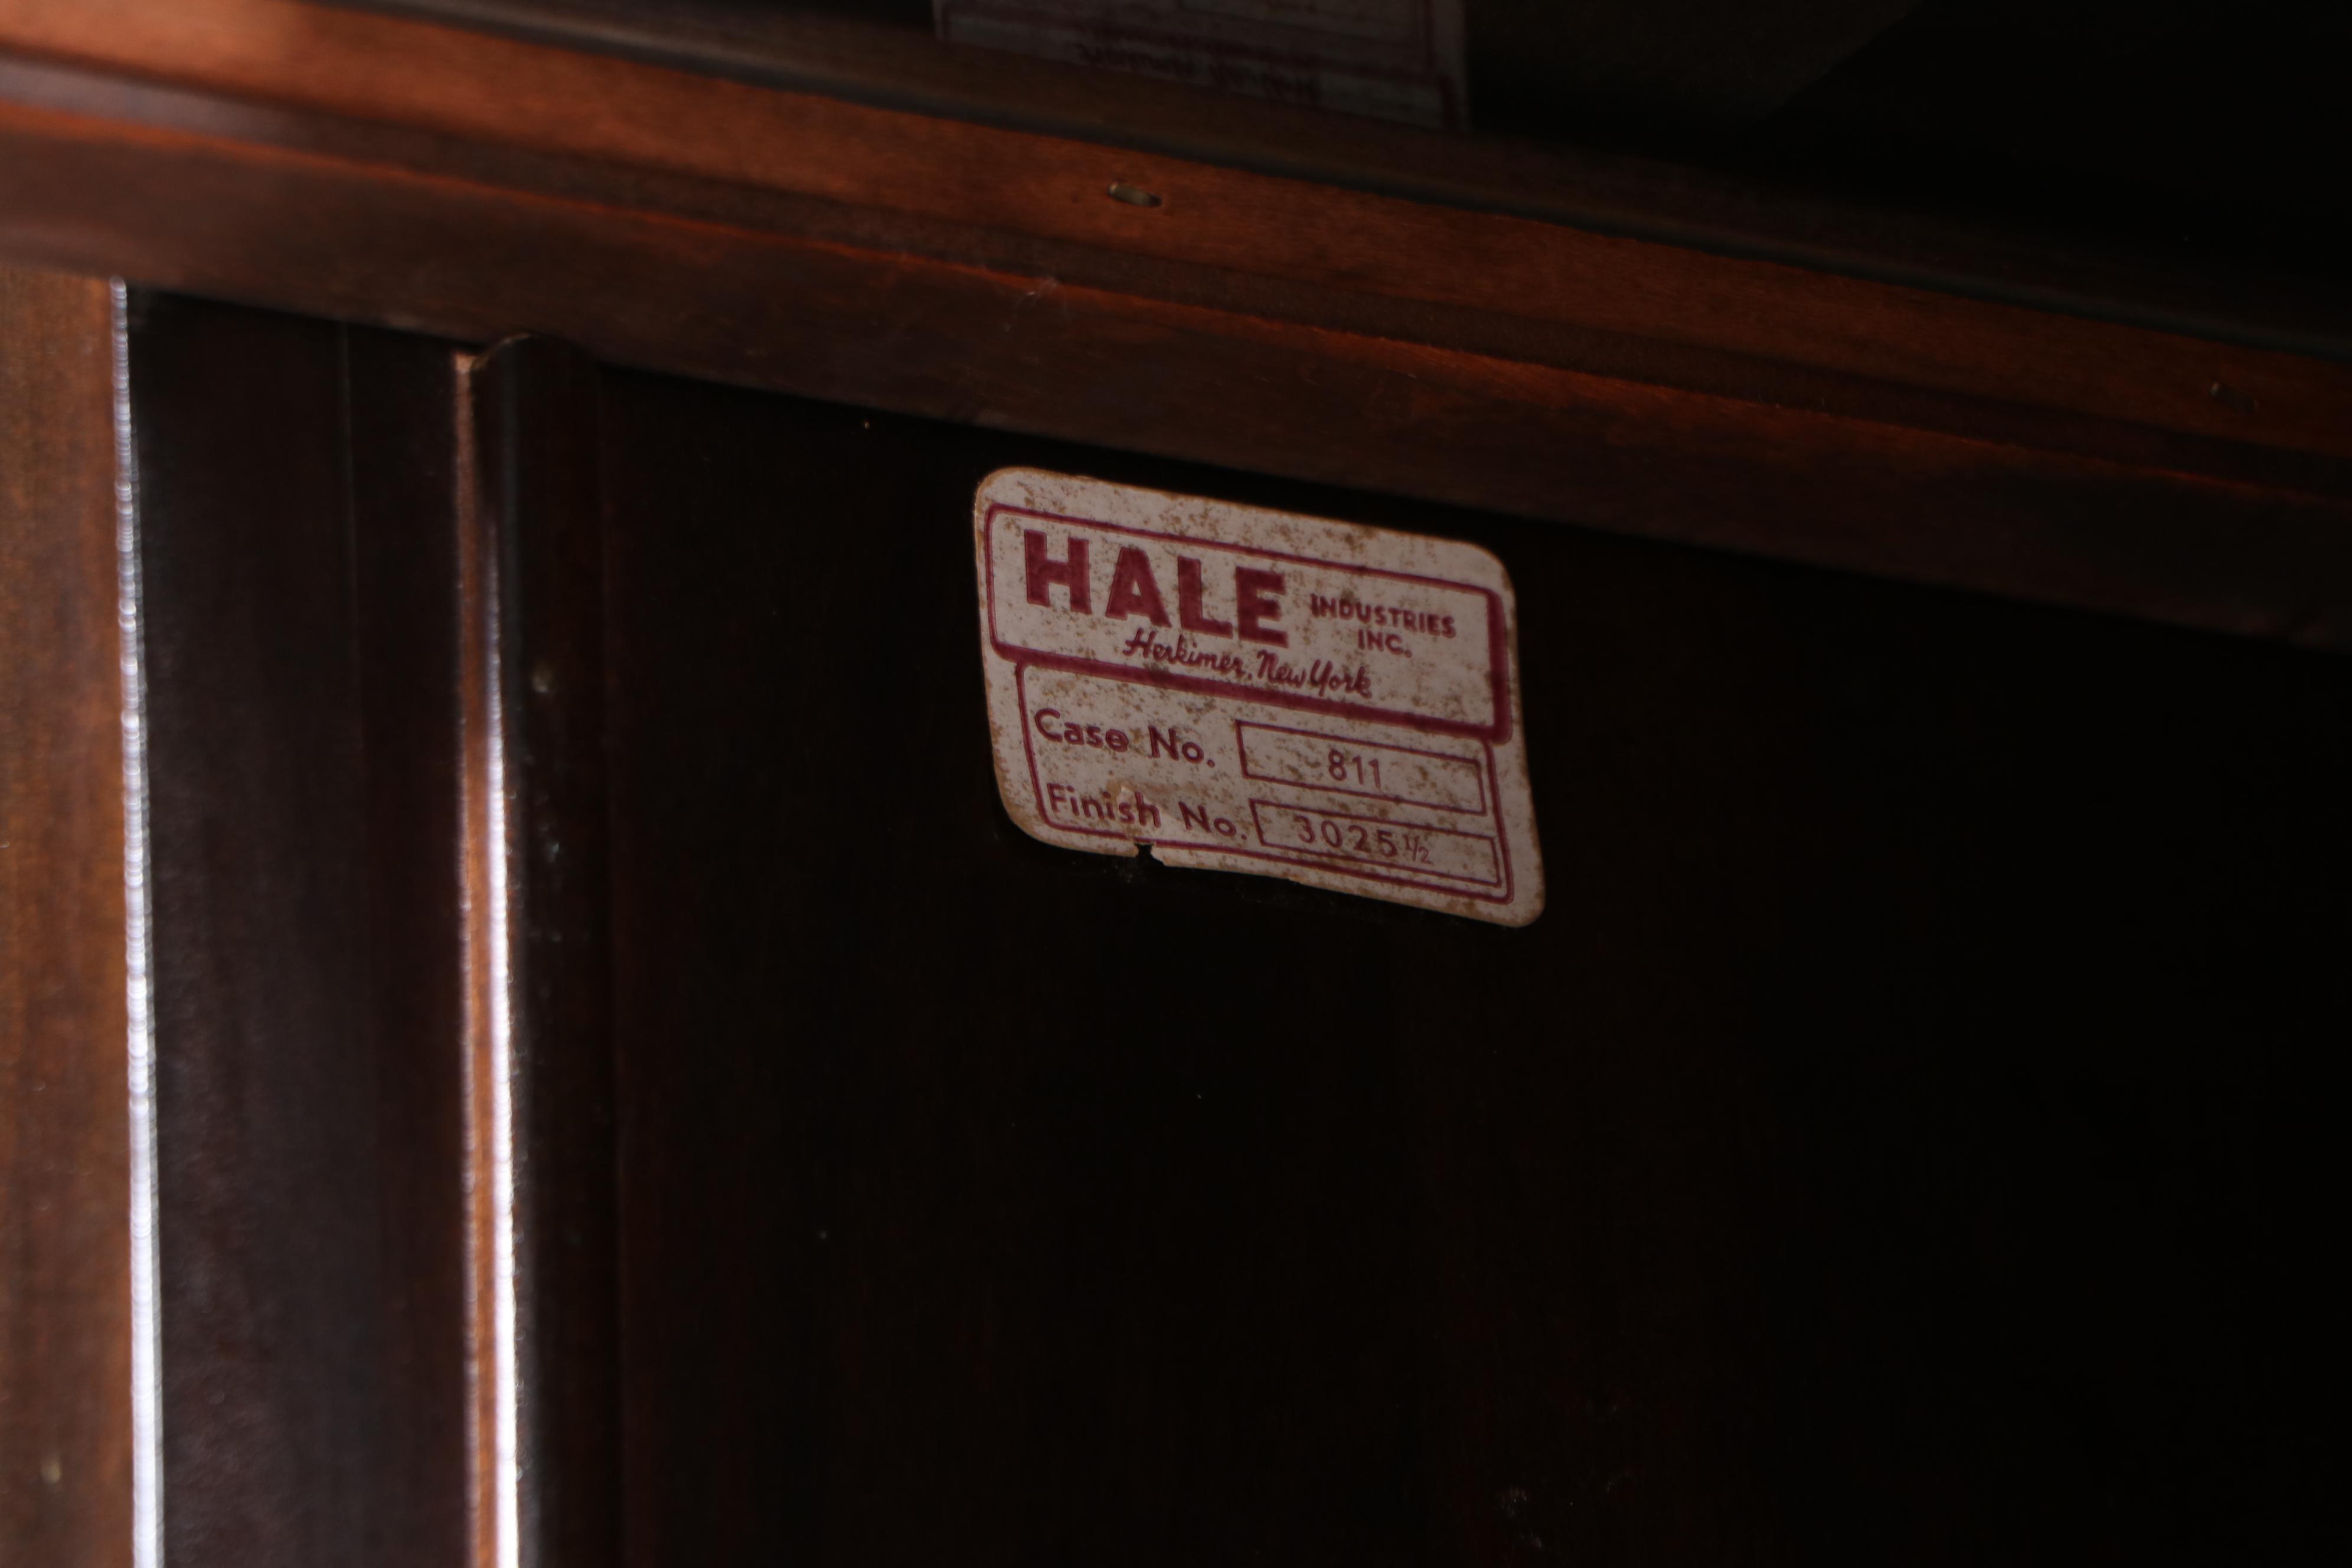 HALE INDUSTRIES INC.
Herkimer, New York
Case No. 811
Finish No. 3025½